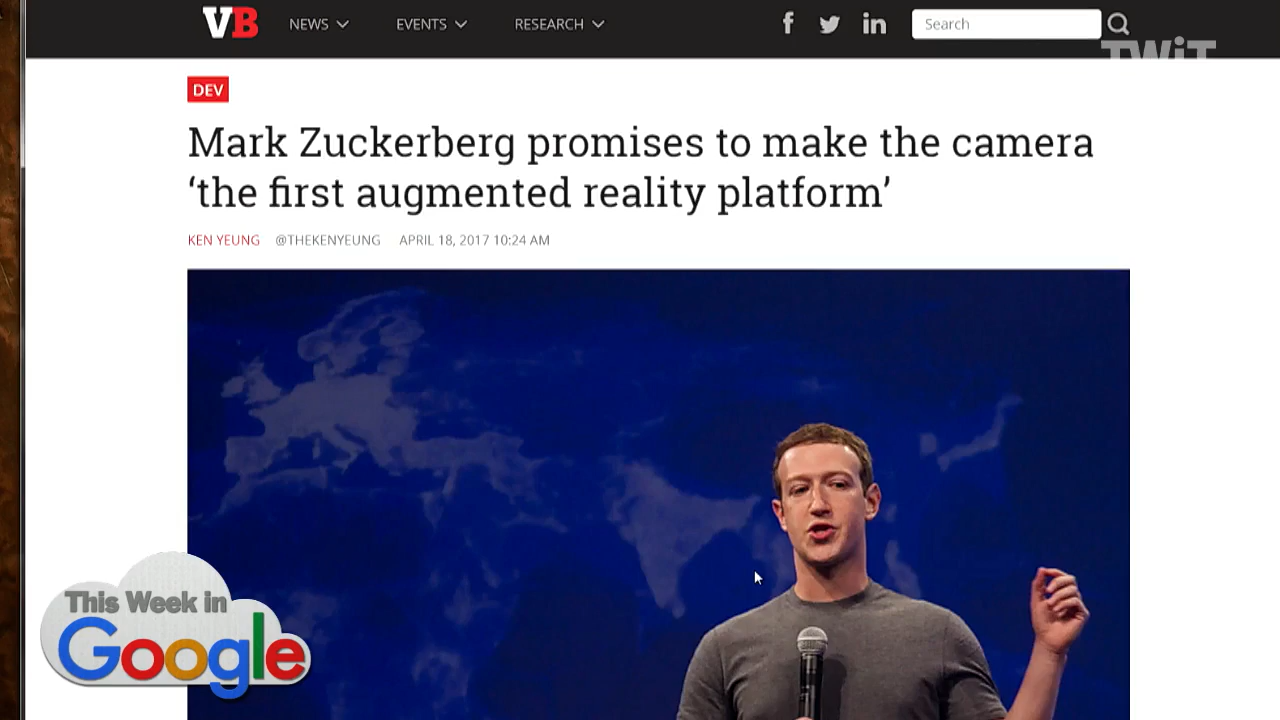 VB NEWS EVENTS RESEARCH f in Search
TWiT
DEV
Mark Zuckerberg promises to make the camera
‘the first augmented reality platform’
KEN YEUNG @THEKENYEUNG APRIL 18, 2017 10:24 AM
This Week in
Google